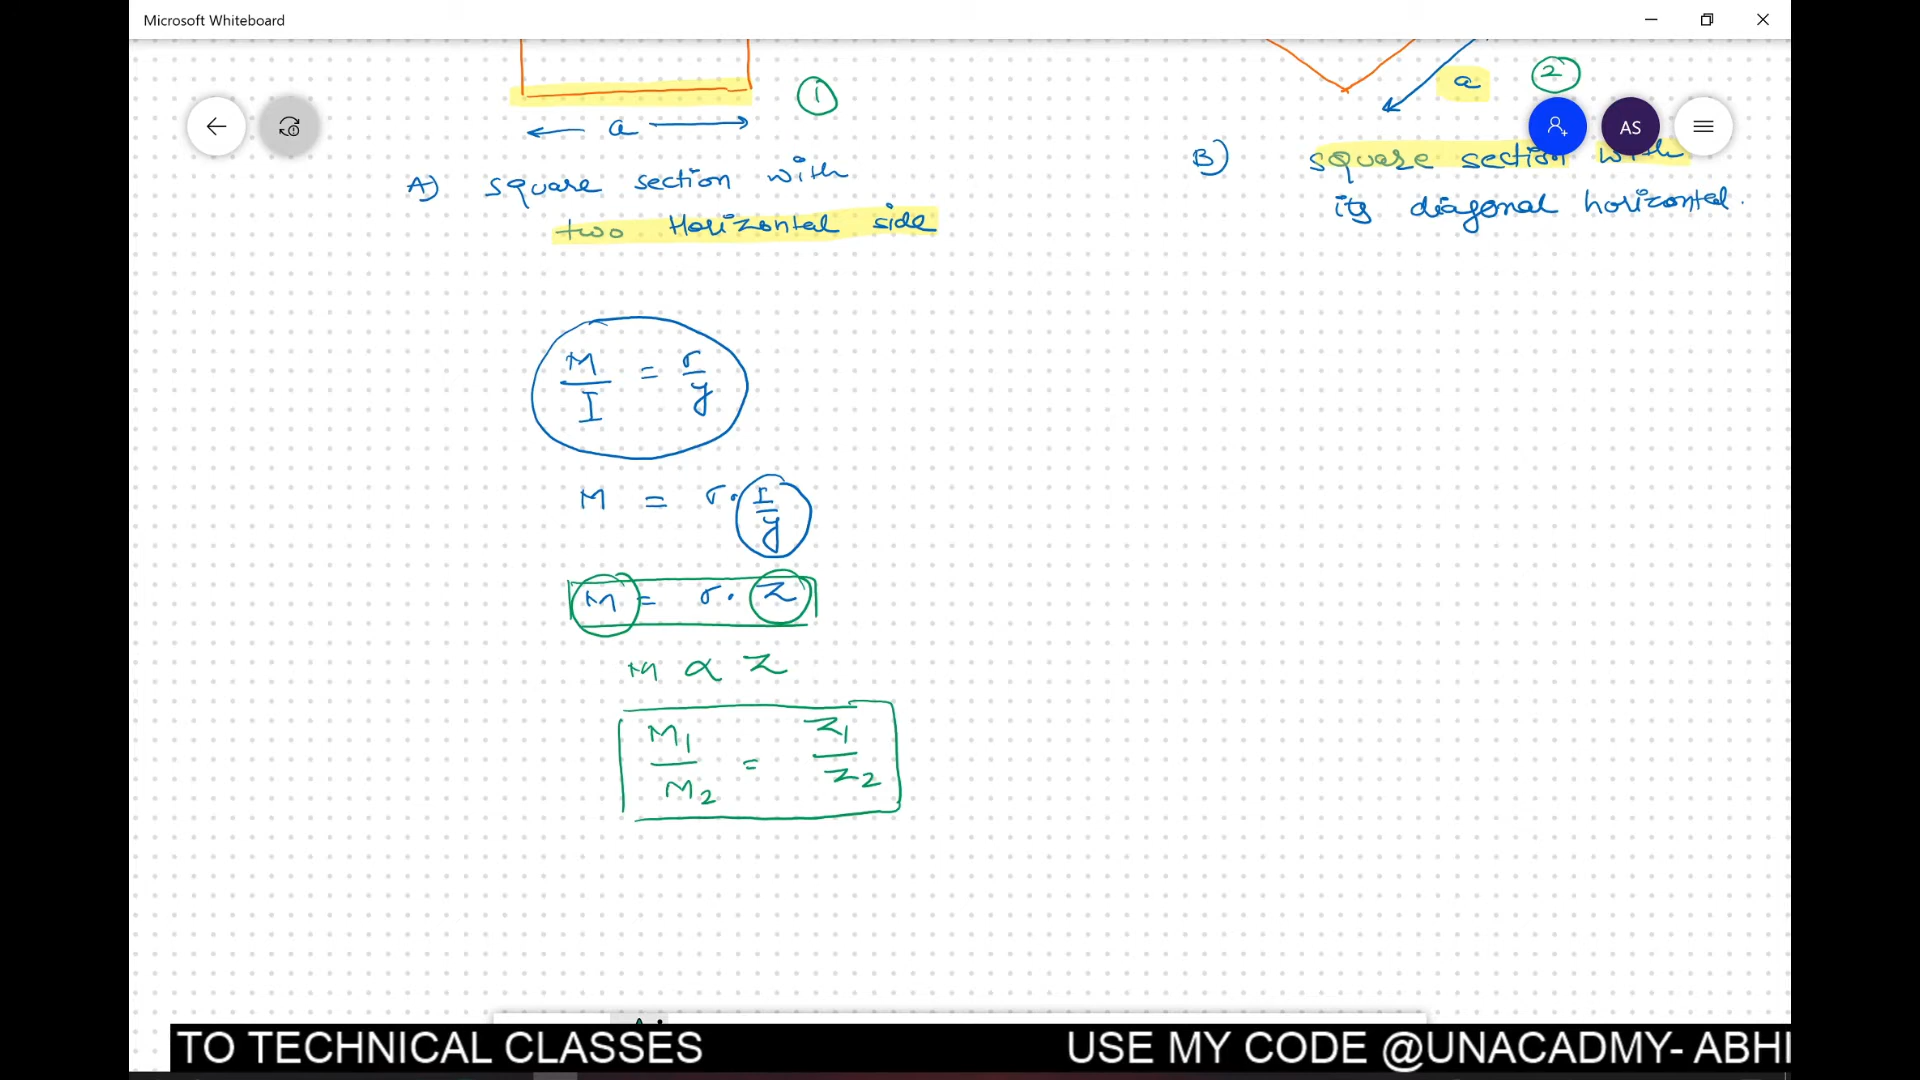 Microsoft Whiteboard
a
1
a
2
AS
A) square section with
two Horizontal side
B) square section with
its diagonal horizontal.
M/I = σ/y
M = σ. I/y
M = σ. Z
M α Z
M1/M2 = Z1/Z2
TO TECHNICAL CLASSES
USE MY CODE @UNACADMY- ABHI